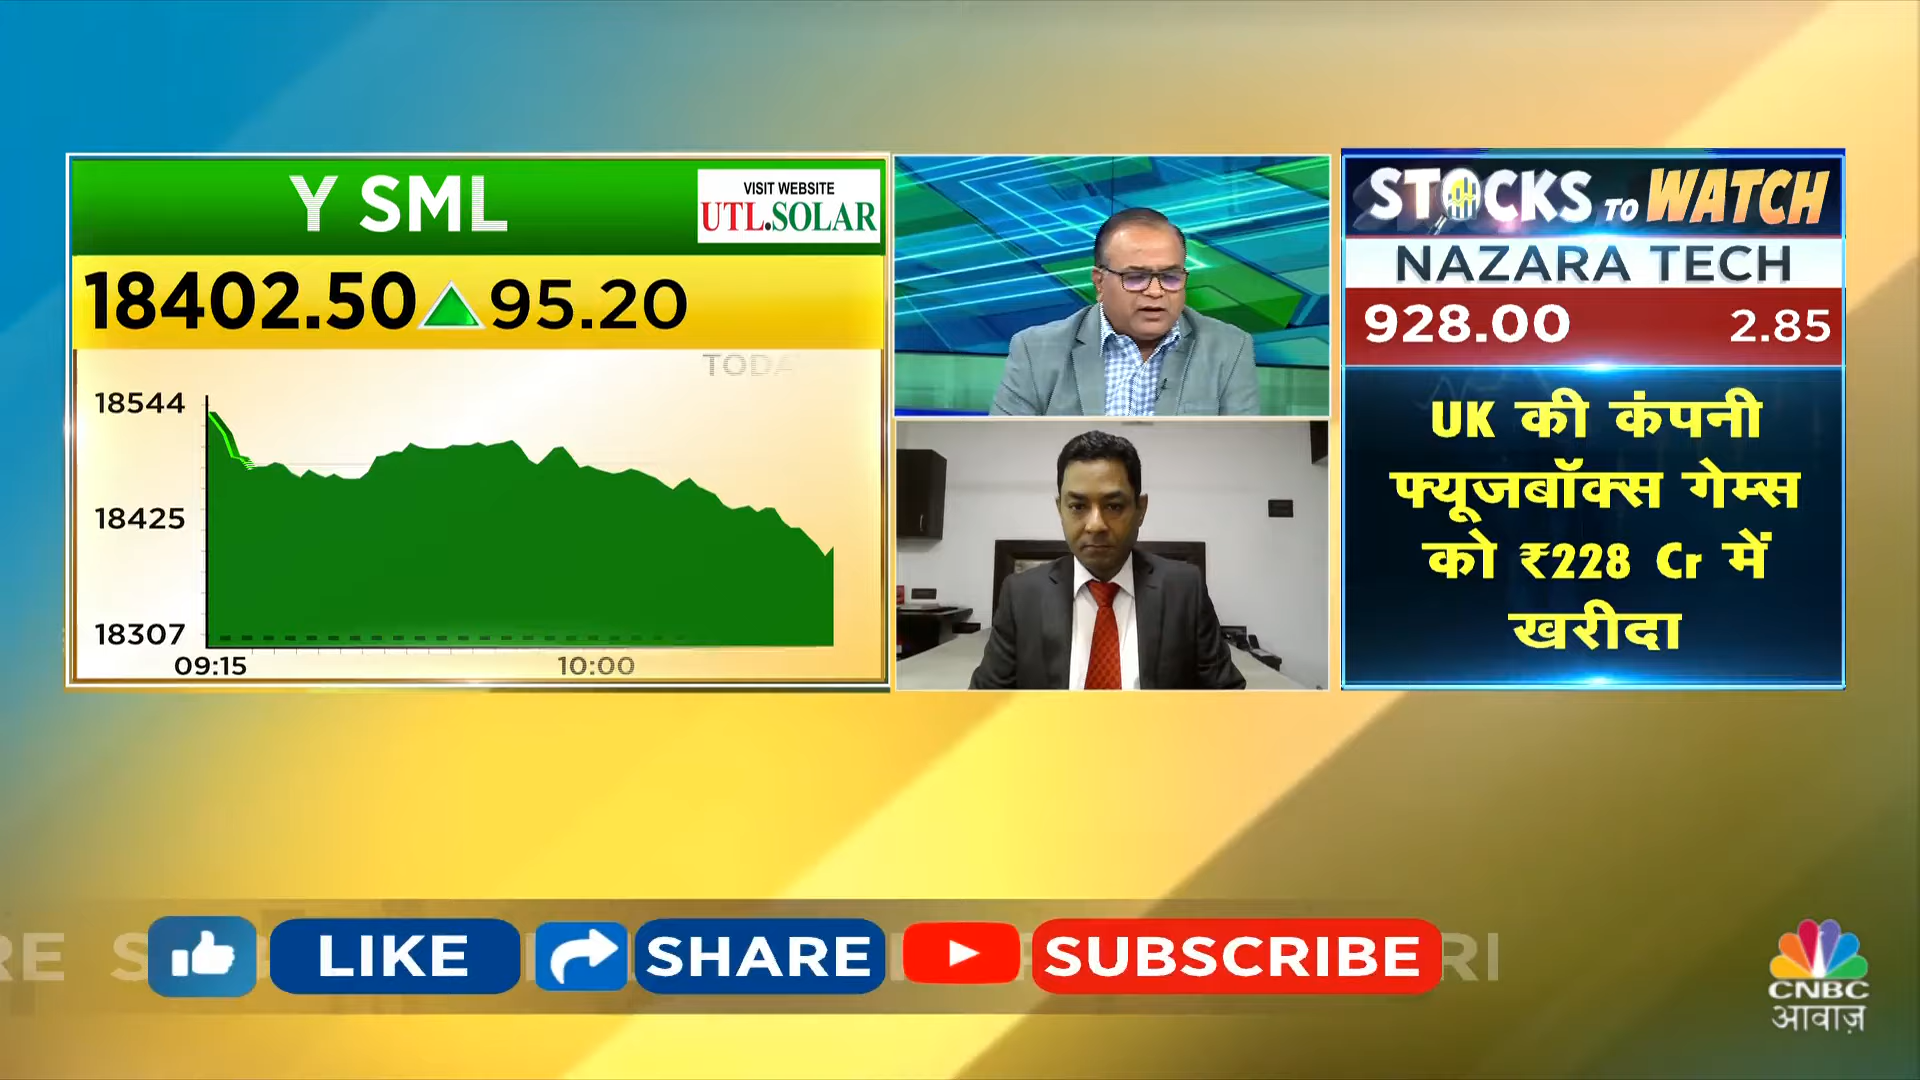 Y SML
VISIT WEBSITE
UTL.SOLAR
18402.50 95.20
18544
18425
18307
09:15
10:00
STOCKS TO WATCH
NAZARA TECH
928.00 2.85
UK की कंपनी
फ्यूजबॉक्स गेम्स
को ₹228 Cr में
खरीदा
LIKE
SHARE
SUBSCRIBE
CNBC
आवाज़